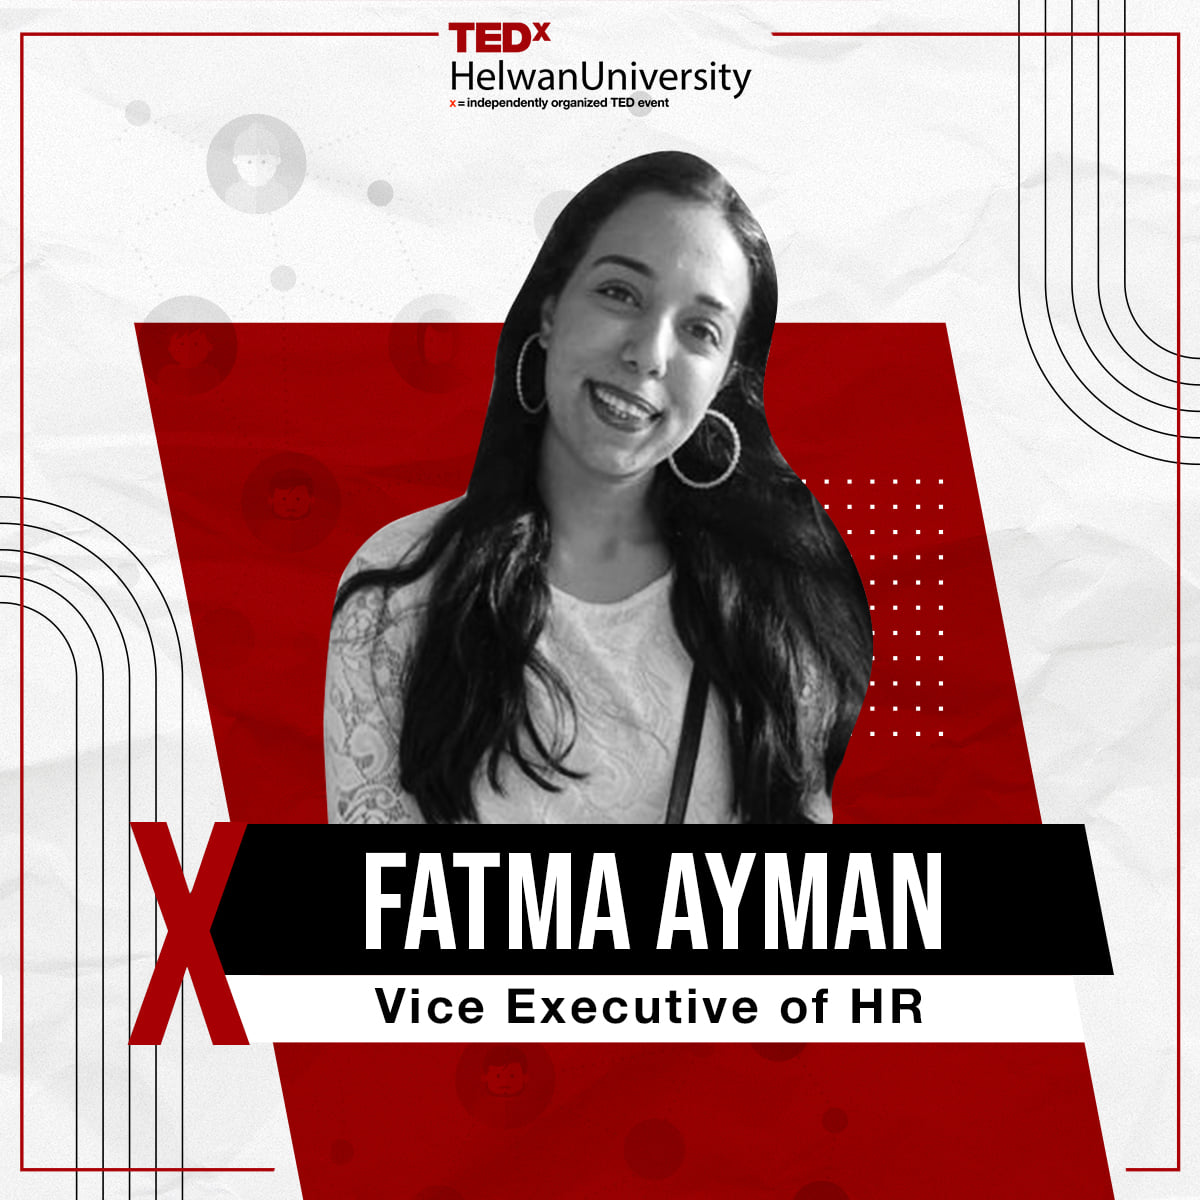 TEDx
HelwanUniversity
x = independently organized TED event
X
FATMA AYMAN
Vice Executive of HR